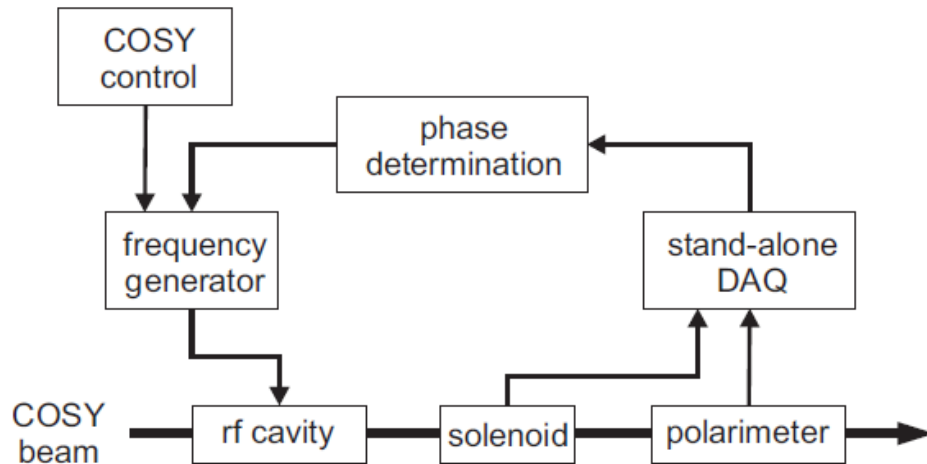 COSY
control
phase
determination
frequency
generator
stand-alone
DAQ
COSY
beam
rf cavity
solenoid
polarimeter